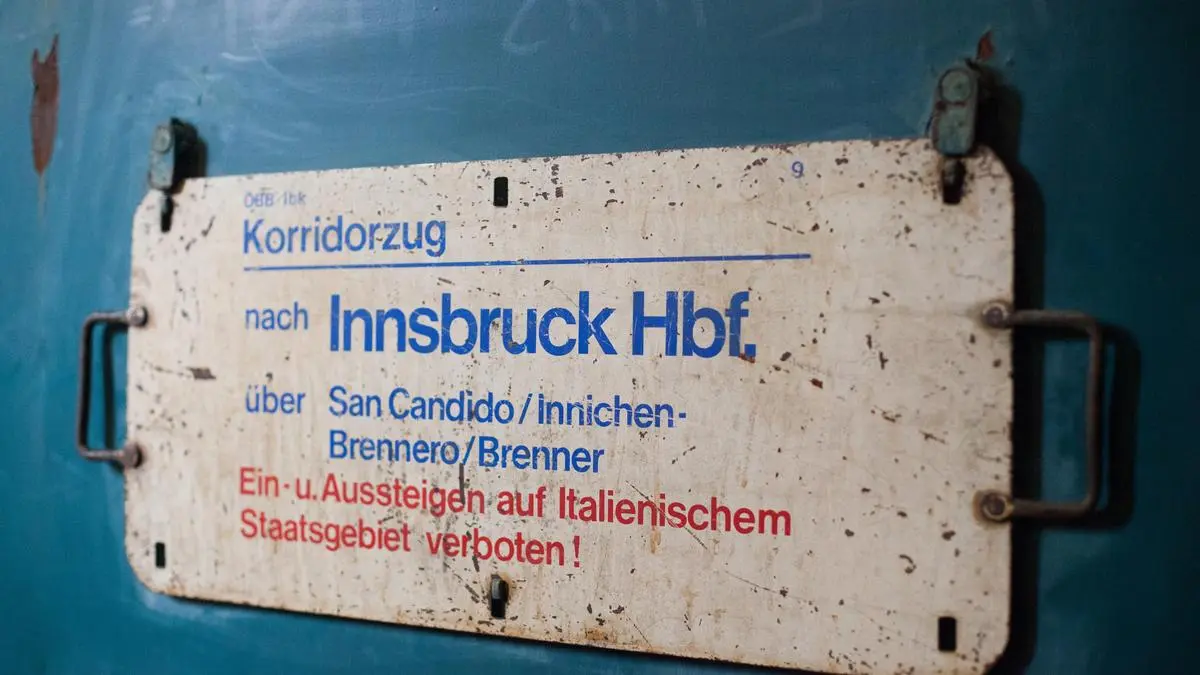 ÖBB Ibk
9
Korridorzug
nach Innsbruck Hbf.
über San Candido/Innichen-
Brennero/Brenner
Ein- u. Aussteigen auf Italienischem
Staatsgebiet verboten!